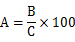 A = B/C × 100